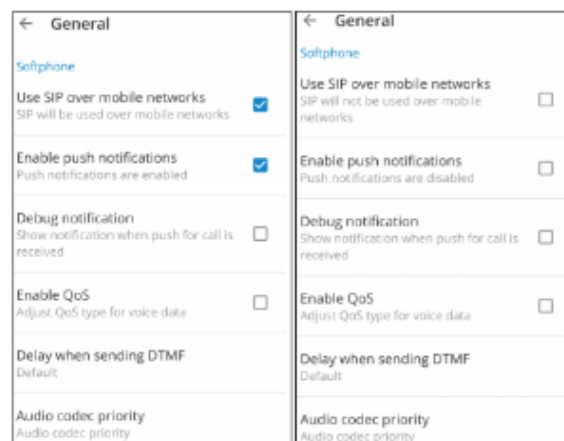 ← General
Softphone
Use SIP over mobile networks
SIP will be used over mobile networks
Enable push notifications
Push notifications are enabled
Debug notification
Show notification when push for call is
received
Enable QoS
Adjust QoS type for voice data
Delay when sending DTMF
Default
Audio codec priority
Audio codec priority
← General
Softphone
Use SIP over mobile networks
SIP will not be used over mobile
networks
Enable push notifications
Push notifications are disabled
Debug notification
Show notification when push for call is
received
Enable QoS
Adjust QoS type for voice data
Delay when sending DTMF
Default
Audio codec priority
Audio codec priority